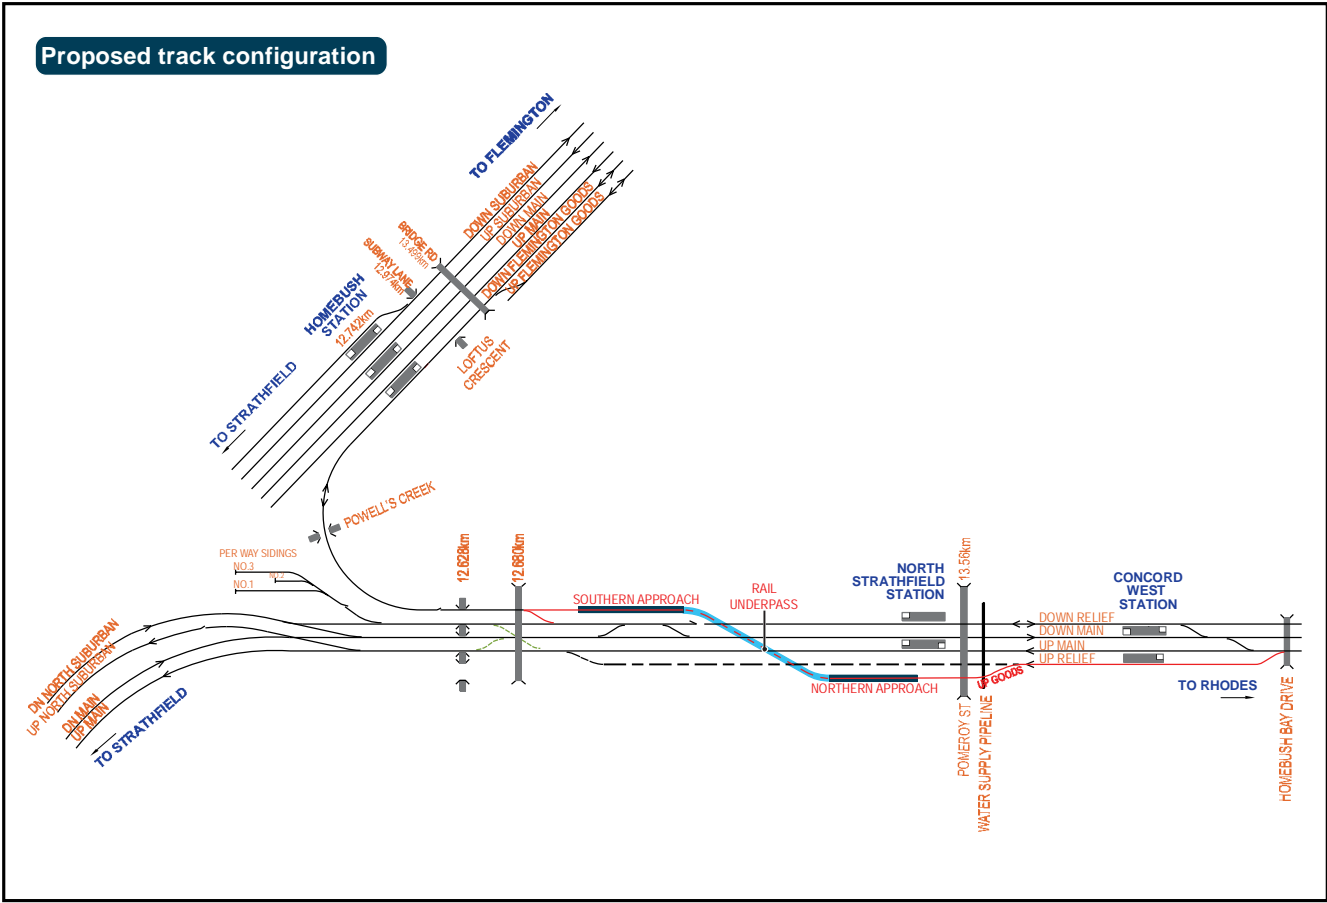 Proposed track configuration
TO FLEMINGTON
DOWN SUBURBAN
UP SUBURBAN
DOWN MAIN
UP MAIN
DOWN FLEMINGTON GOODS
UP FLEMINGTON GOODS
BRIDGE RD
13.499km
SUBWAY LANE
12.974km
HOMEBUSH
STATION
12.742km
LOFTUS
CRESCENT
TO STRATHFIELD
POWELL'S CREEK
PER WAY SIDINGS
NO.3
NO.2
NO.1
12.628km
12.680km
SOUTHERN APPROACH
RAIL
UNDERPASS
NORTH
STRATHFIELD
STATION
13.56km
CONCORD
WEST
STATION
DOWN RELIEF
DOWN MAIN
UP MAIN
UP RELIEF
UP GOODS
NORTHERN APPROACH
TO RHODES
POMEROY ST
WATER SUPPLY PIPELINE
HOMEBUSH BAY DRIVE
DN NORTH SUBURBAN
UP NORTH SUBURBAN
DN MAIN
UP MAIN
TO STRATHFIELD